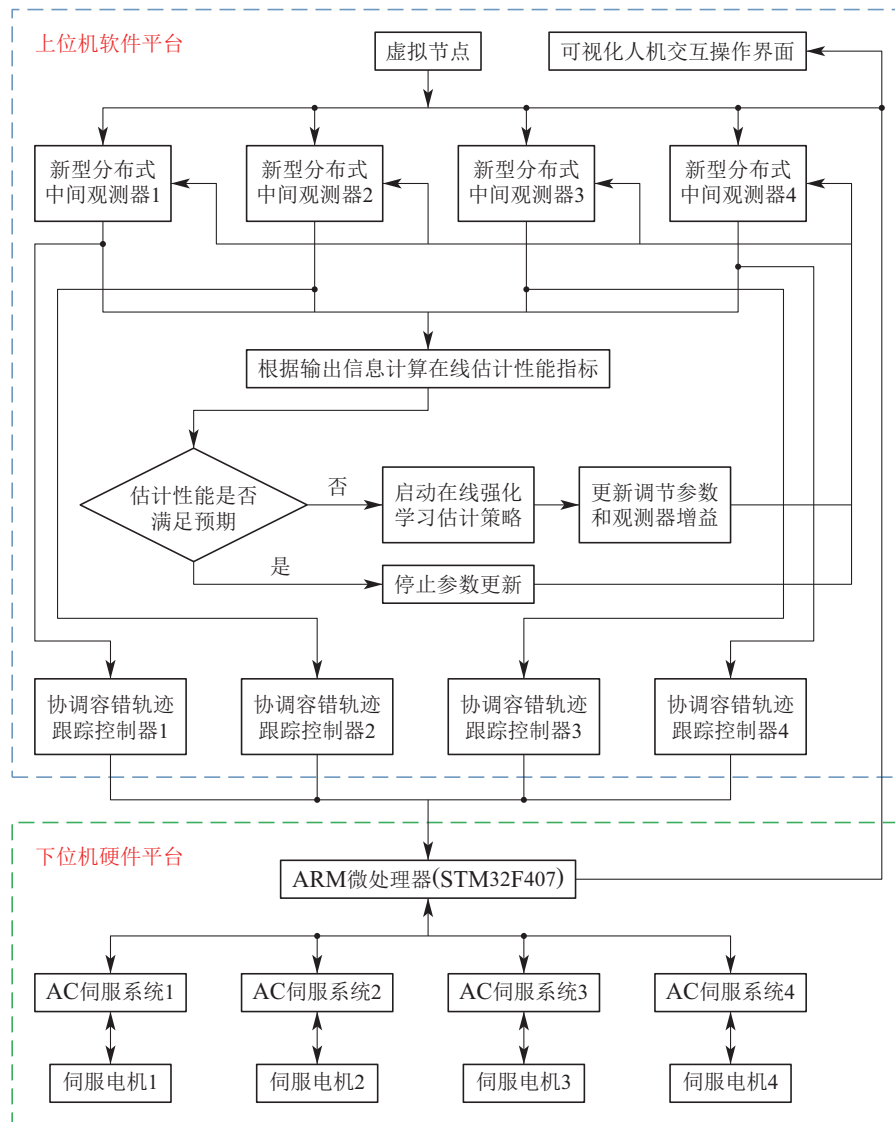 上位机软件平台
虚拟节点
可视化人机交互操作界面
新型分布式
中间观测器1
新型分布式
中间观测器2
新型分布式
中间观测器3
新型分布式
中间观测器4
根据输出信息计算在线估计性能指标
估计性能是否
满足预期
否
启动在线强化
学习估计策略
更新调节参数
和观测器增益
是
停止参数更新
协调容错轨迹
跟踪控制器1
协调容错轨迹
跟踪控制器2
协调容错轨迹
跟踪控制器3
协调容错轨迹
跟踪控制器4
下位机硬件平台
ARM微处理器(STM32F407)
AC伺服系统1
AC伺服系统2
AC伺服系统3
AC伺服系统4
伺服电机1
伺服电机2
伺服电机3
伺服电机4